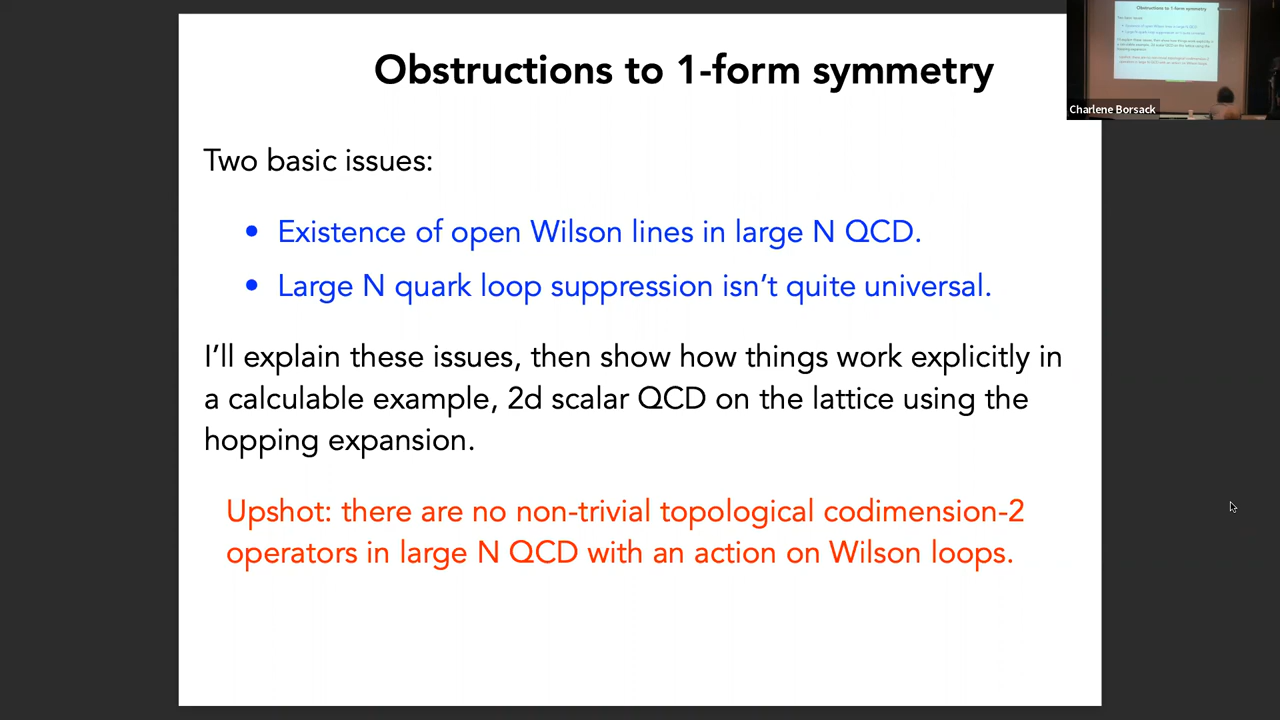 Obstructions to 1-form symmetry
Charlene Borsack
Two basic issues:
• Existence of open Wilson lines in large N QCD.
• Large N quark loop suppression isn't quite universal.
I'll explain these issues, then show how things work explicitly in
a calculable example, 2d scalar QCD on the lattice using the
hopping expansion.
Upshot: there are no non-trivial topological codimension-2
operators in large N QCD with an action on Wilson loops.